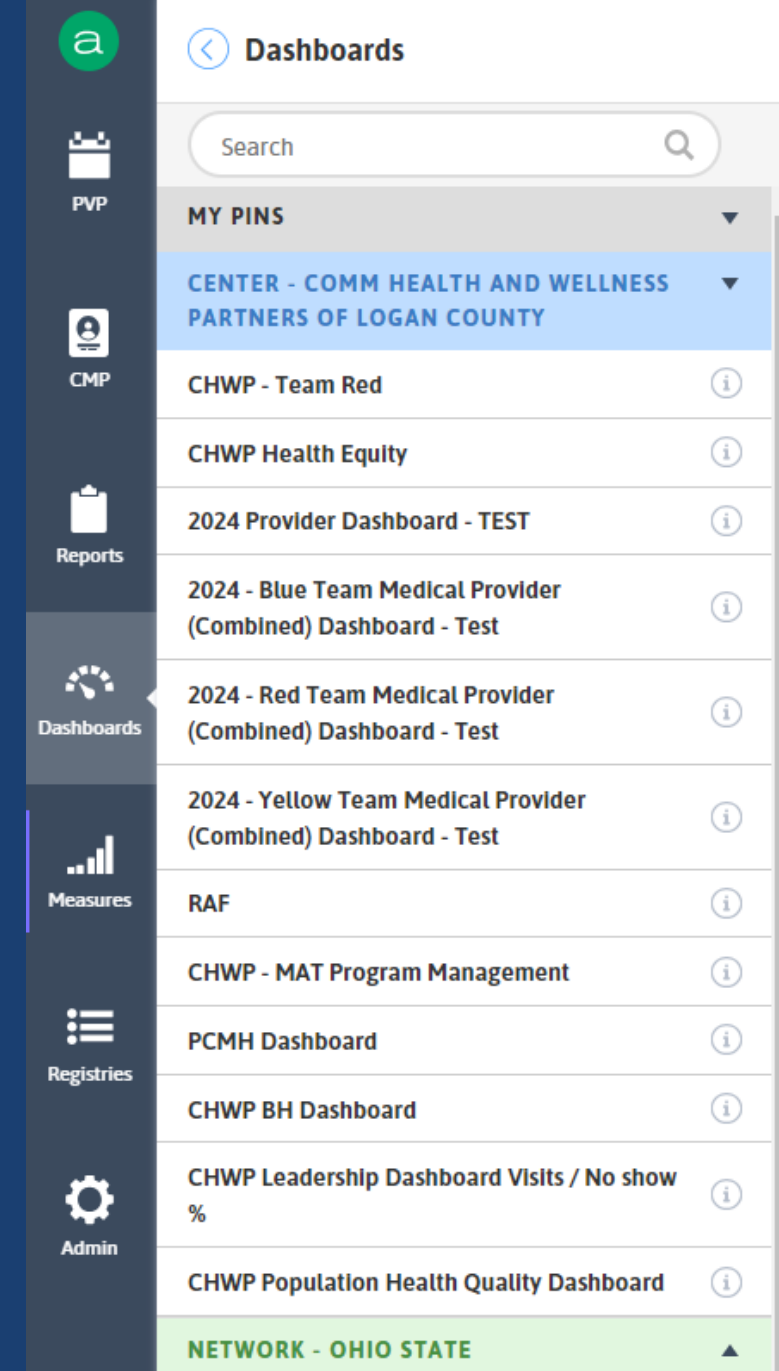 a
Dashboards
Search
PVP
MY PINS
CENTER - COMM HEALTH AND WELLNESS
PARTNERS OF LOGAN COUNTY
CMP
CHWP - Team Red
CHWP Health Equity
2024 Provider Dashboard - TEST
Reports
2024 - Blue Team Medical Provider
(Combined) Dashboard - Test
2024 - Red Team Medical Provider
(Combined) Dashboard - Test
Dashboards
2024 - Yellow Team Medical Provider
(Combined) Dashboard - Test
Measures
RAF
CHWP - MAT Program Management
PCMH Dashboard
Registries
CHWP BH Dashboard
CHWP Leadership Dashboard Visits / No show
%
Admin
CHWP Population Health Quality Dashboard
NETWORK - OHIO STATE